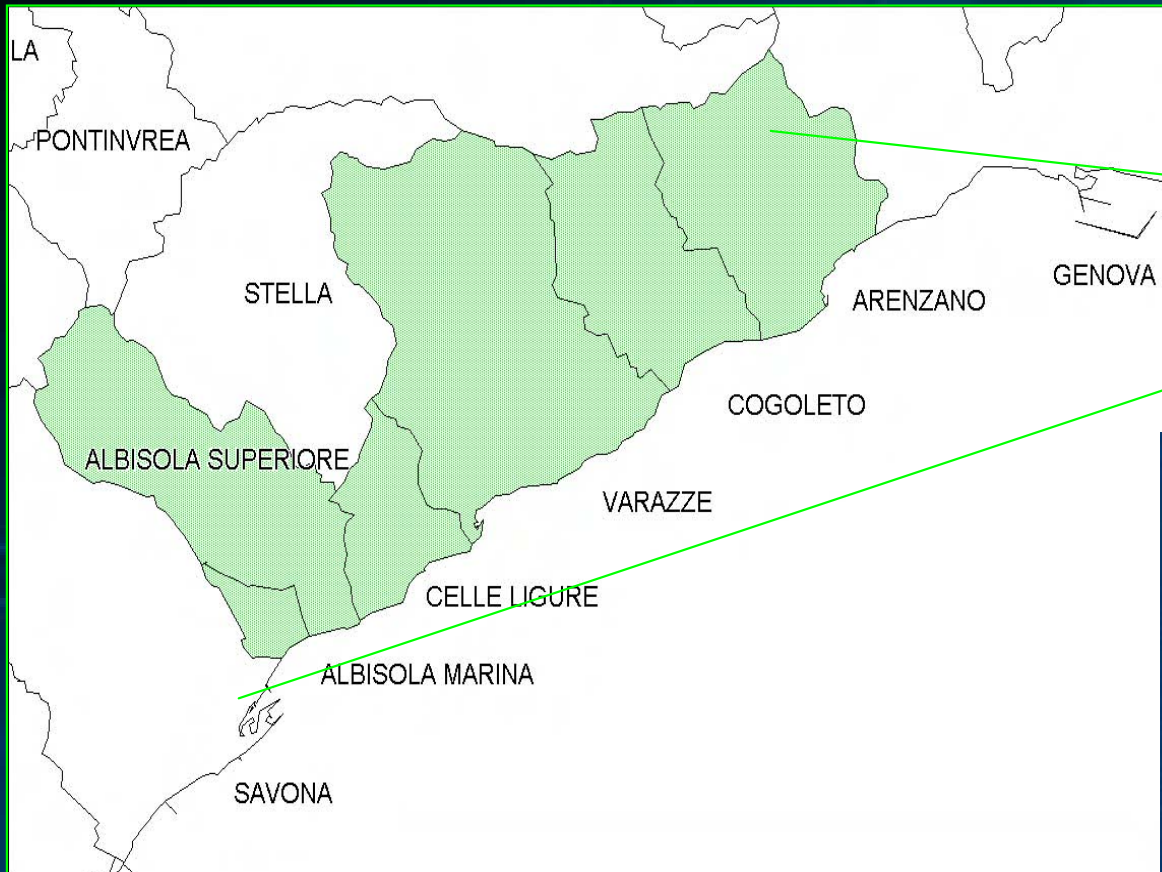 LA
PONTINVREA
STELLA
GENOVA
ARENZANO
COGOLETO
ALBISOLA SUPERIORE
VARAZZE
CELLE LIGURE
ALBISOLA MARINA
SAVONA